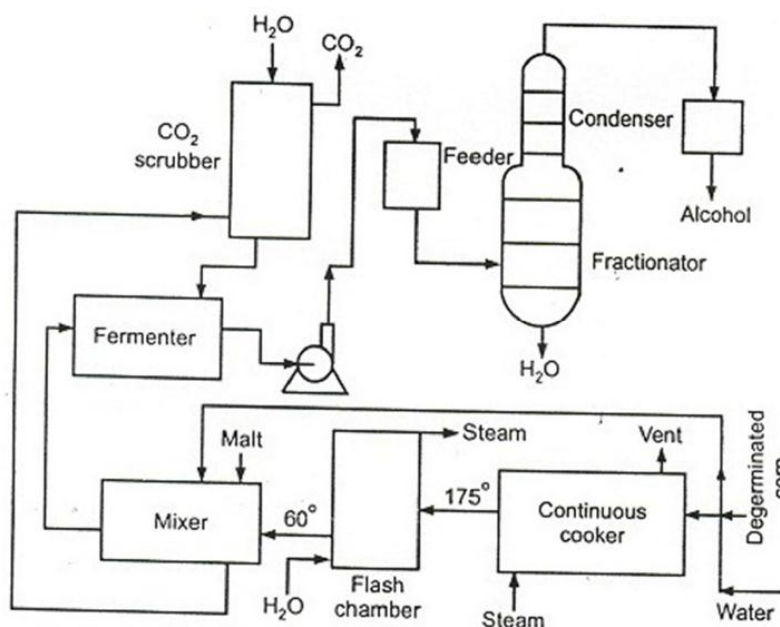 H₂O
CO₂
CO₂
scrubber
Condenser
Feeder
Alcohol
Fractionator
Fermenter
H₂O
Malt
Steam
Vent
Degerminated
corn
Mixer
60°
175°
Continuous
cooker
H₂O
Flash
chamber
Steam
Water